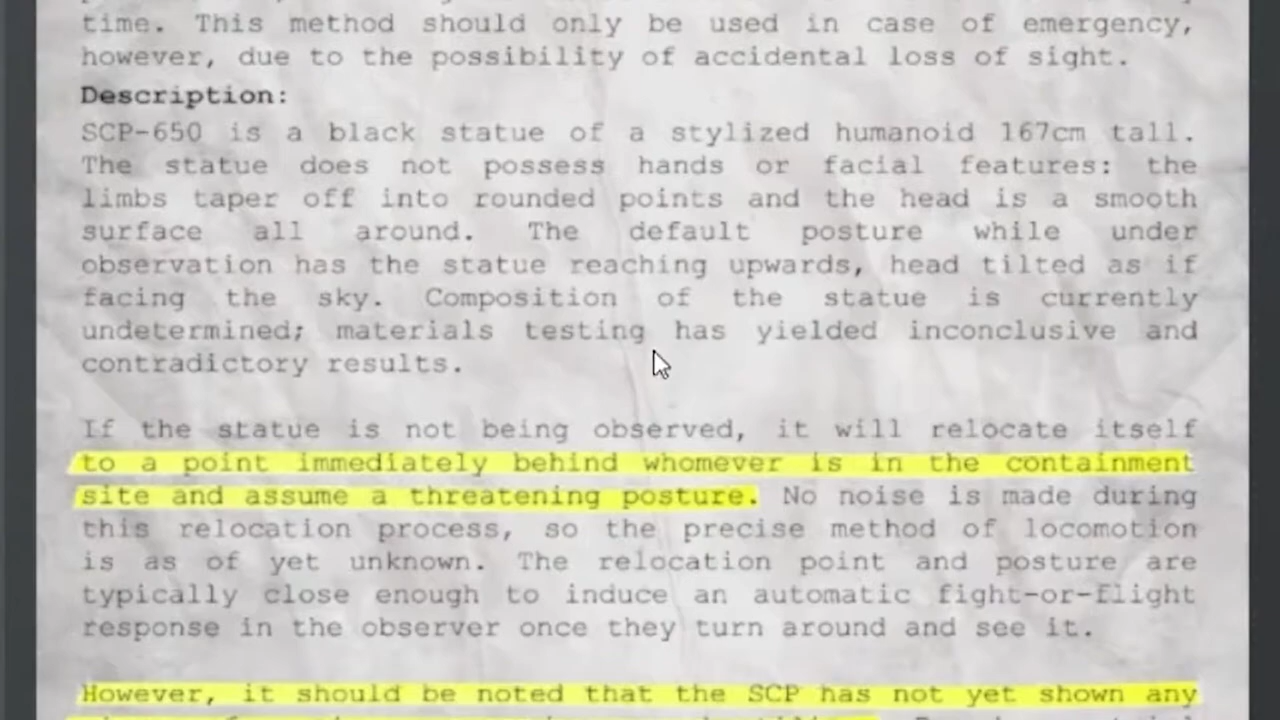 time. This method should only be used in case of emergency,
however, due to the possibility of accidental loss of sight.
Description:
SCP-650 is a black statue of a stylized humanoid 167cm tall.
The statue does not possess hands or facial features: the
limbs taper off into rounded points and the head is a smooth
surface all around. The default posture while under
observation has the statue reaching upwards, head tilted as if
facing the sky. Composition of the statue is currently
undetermined; materials testing has yielded inconclusive and
contradictory results.
If the statue is not being observed, it will relocate itself
to a point immediately behind whomever is in the containment
site and assume a threatening posture. No noise is made during
this relocation process, so the precise method of locomotion
is as of yet unknown. The relocation point and posture are
typically close enough to induce an automatic fight-or-flight
response in the observer once they turn around and see it.
However, it should be noted that the SCP has not yet shown any